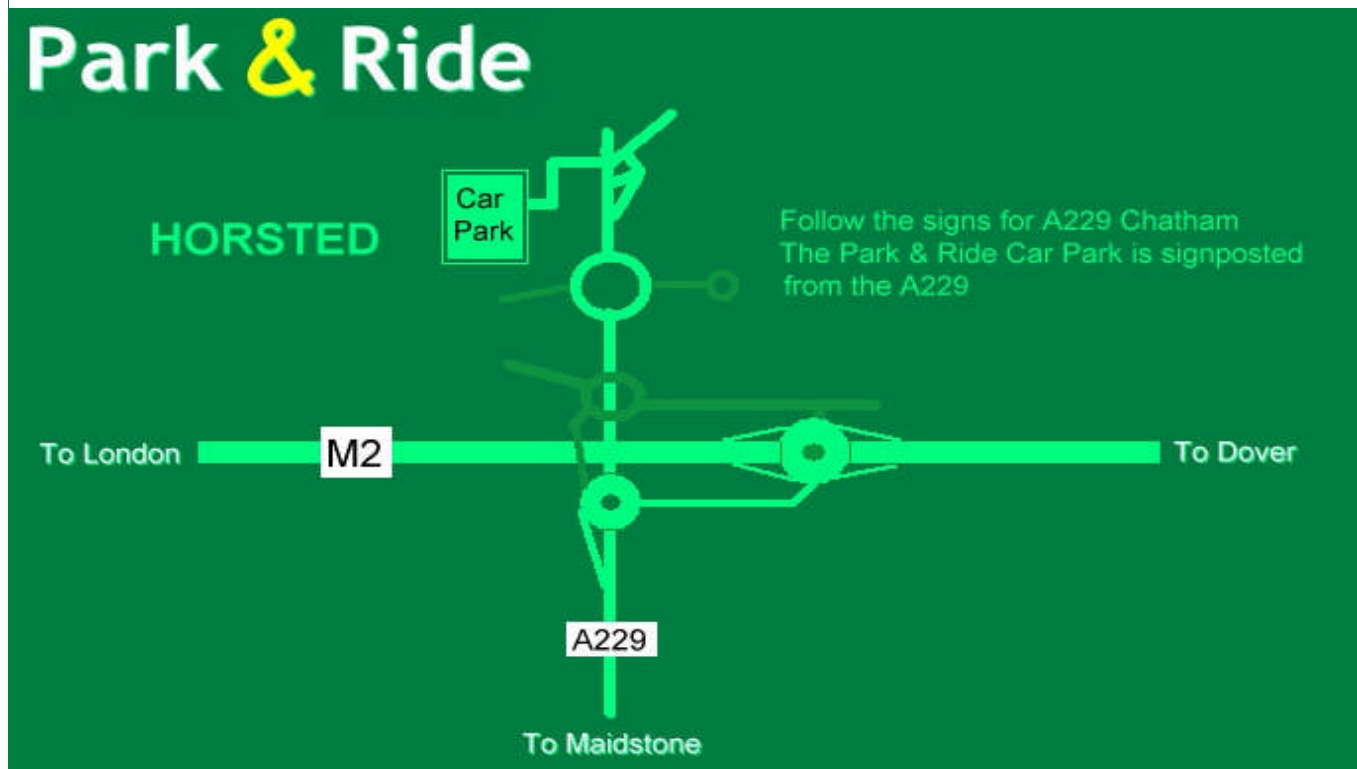 Park & Ride
Car
Park
HORSTED
Follow the signs for A229 Chatham
The Park & Ride Car Park is signposted
from the A229
To London
M2
To Dover
A229
To Maidstone